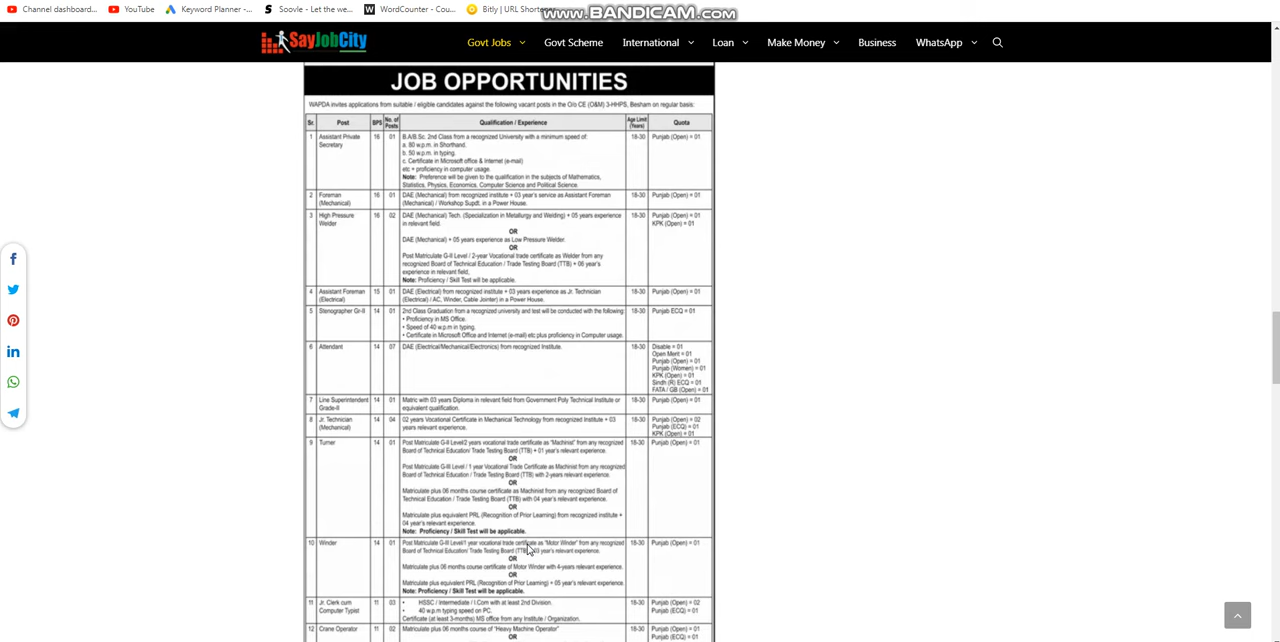 Channel dashboard...
YouTube
Keyword Planner -...
Soovle - Let the we...
WordCounter - Cou...
Bitly | URL Shortener
www.BANDICAM.com
SayJobCity
Govt Jobs
Govt Scheme
International
Loan
Make Money
Business
WhatsApp
JOB OPPORTUNITIES
WAPDA invites applications from suitable / eligible candidates against the following vacant posts in the O/o CE (O&M) 3-HHPS, Besham on regular basis:
Sr. Post BPS No. of Posts Qualification / Experience Age Limit (Years) Quota
1 Assistant Private Secretary 16 01 B.A/B.Sc. 2nd Class from a recognized University with a minimum speed of 18-30 Punjab (Open) = 01
a. 80 w.p.m. in Shorthand.
b. 50 w.p.m. in typing.
c. Certificate in Microsoft office & Internet (e-mail)
etc + proficiency in computer usage.
Note: Preference will be given to the qualification in the subjects of Mathematics,
Statistics, Physics, Economics, Computer Science and Political Science.
2 Foreman (Mechanical) 16 01 DAE (Mechanical) from recognized institute + 03 year's service as Assistant Foreman 18-30 Punjab (Open) = 01
(Mechanical) / Workshop Supdt. in a Power House.
3 High Pressure Welder 16 02 DAE (Mechanical) Tech. (Specialization in Metallurgy and Welding) + 05 years experience 18-30 Punjab (Open) = 01
in relevant field. KPK (Open) = 01
OR
DAE (Mechanical) + 05 years experience as Low Pressure Welder.
OR
Post Matriculate G-II Level / 2-year Vocational trade certificate as Welder from any
recognized Board of Technical Education / Trade Testing Board (TTB) + 06 year's
experience in relevant field,
Note: Proficiency / Skill Test will be applicable.
4 Assistant Foreman (Electrical) 15 01 DAE (Electrical) from recognized institute + 03 years experience as Jr. Technician 18-30 Punjab (Open) = 01
(Electrical) / AC, Winder, Cable Jointer) in a Power House.
5 Stenographer Gr-II 14 01 2nd Class Graduation from a recognized university and test will be conducted with the following: 18-30 Punjab ECQ = 01
• Proficiency in MS Office.
• Speed of 40 w.p.m in typing.
• Certificate in Microsoft Office and Internet (e-mail) etc plus proficiency in Computer usage.
6 Attendant 14 07 DAE (Electrical/Mechanical/Electronics) from recognized Institute. 18-30 Disable = 01
Open Merit = 01
Punjab (Open) = 01
Punjab (Women) = 01
KPK (Open) = 01
Sindh (R) ECQ = 01
FATA / GB (Open) = 01
7 Line Superintendent Grade-II 14 01 Matric with 03 years Diploma in relevant field from Government Poly Technical Institute or 18-30 Punjab (Open) = 01
equivalent qualification.
8 Jr. Technician (Mechanical) 14 04 02 years Vocational Certificate in Mechanical Technology from recognized Institution + 03 18-30 Punjab (Open) = 02
years relevant experience. Punjab (ECQ) = 01
KPK (Open) = 01
9 Turner 14 01 Post Matriculate G-II Level/2 years vocational trade certificate as "Machinist" from any recognized 18-30 Punjab (Open) = 01
Board of Technical Education/ Trade Testing Board (TTB) + 01 year's relevant experience.
OR
Post Matriculate G-III Level / 1 year Vocational Trade Certificate as Machinist from any recognized
Board of Technical Education / Trade Testing Board (TTB) with 2-years relevant experience.
OR
Matriculate plus 06 months course certificate as Machinist from any recognized Board of
Technical Education / Trade Testing Board (TTB) with 04 year's relevant experience.
OR
Matriculate plus equivalent PRL (Recognition of Prior Learning) from recognized institute +
04 year's relevant experience.
Note: Proficiency / Skill Test will be applicable.
10 Winder 14 01 Post Matriculate G-III Level/1 year vocational trade certificate as "Motor Winder" from any recognized 18-30 Punjab (Open) = 01
Board of Technical Education/ Trade Testing Board (TTB) 03 year's relevant experience.
OR
Matriculate plus 06 months course certificate of Motor Winder with 4-years relevant experience.
OR
Matriculate plus equivalent PRL (Recognition of Prior Learning) + 05 year's relevant experience.
Note: Proficiency / Skill Test will be applicable.
11 Jr. Clerk cum Computer Typist 11 03 • HSSC / Intermediate / I.Com with at least 2nd Division. 18-30 Punjab (Open) = 02
• 40 w.p.m typing speed on PC. Punjab (ECQ) = 01
Certificate (at least 3-months) MS office from any Institute / Organization.
12 Crane Operator 11 02 Matriculate plus 06 months course of "Heavy Machine Operator" 18-30 Punjab (Open) = 01
OR Punjab (ECQ) = 01